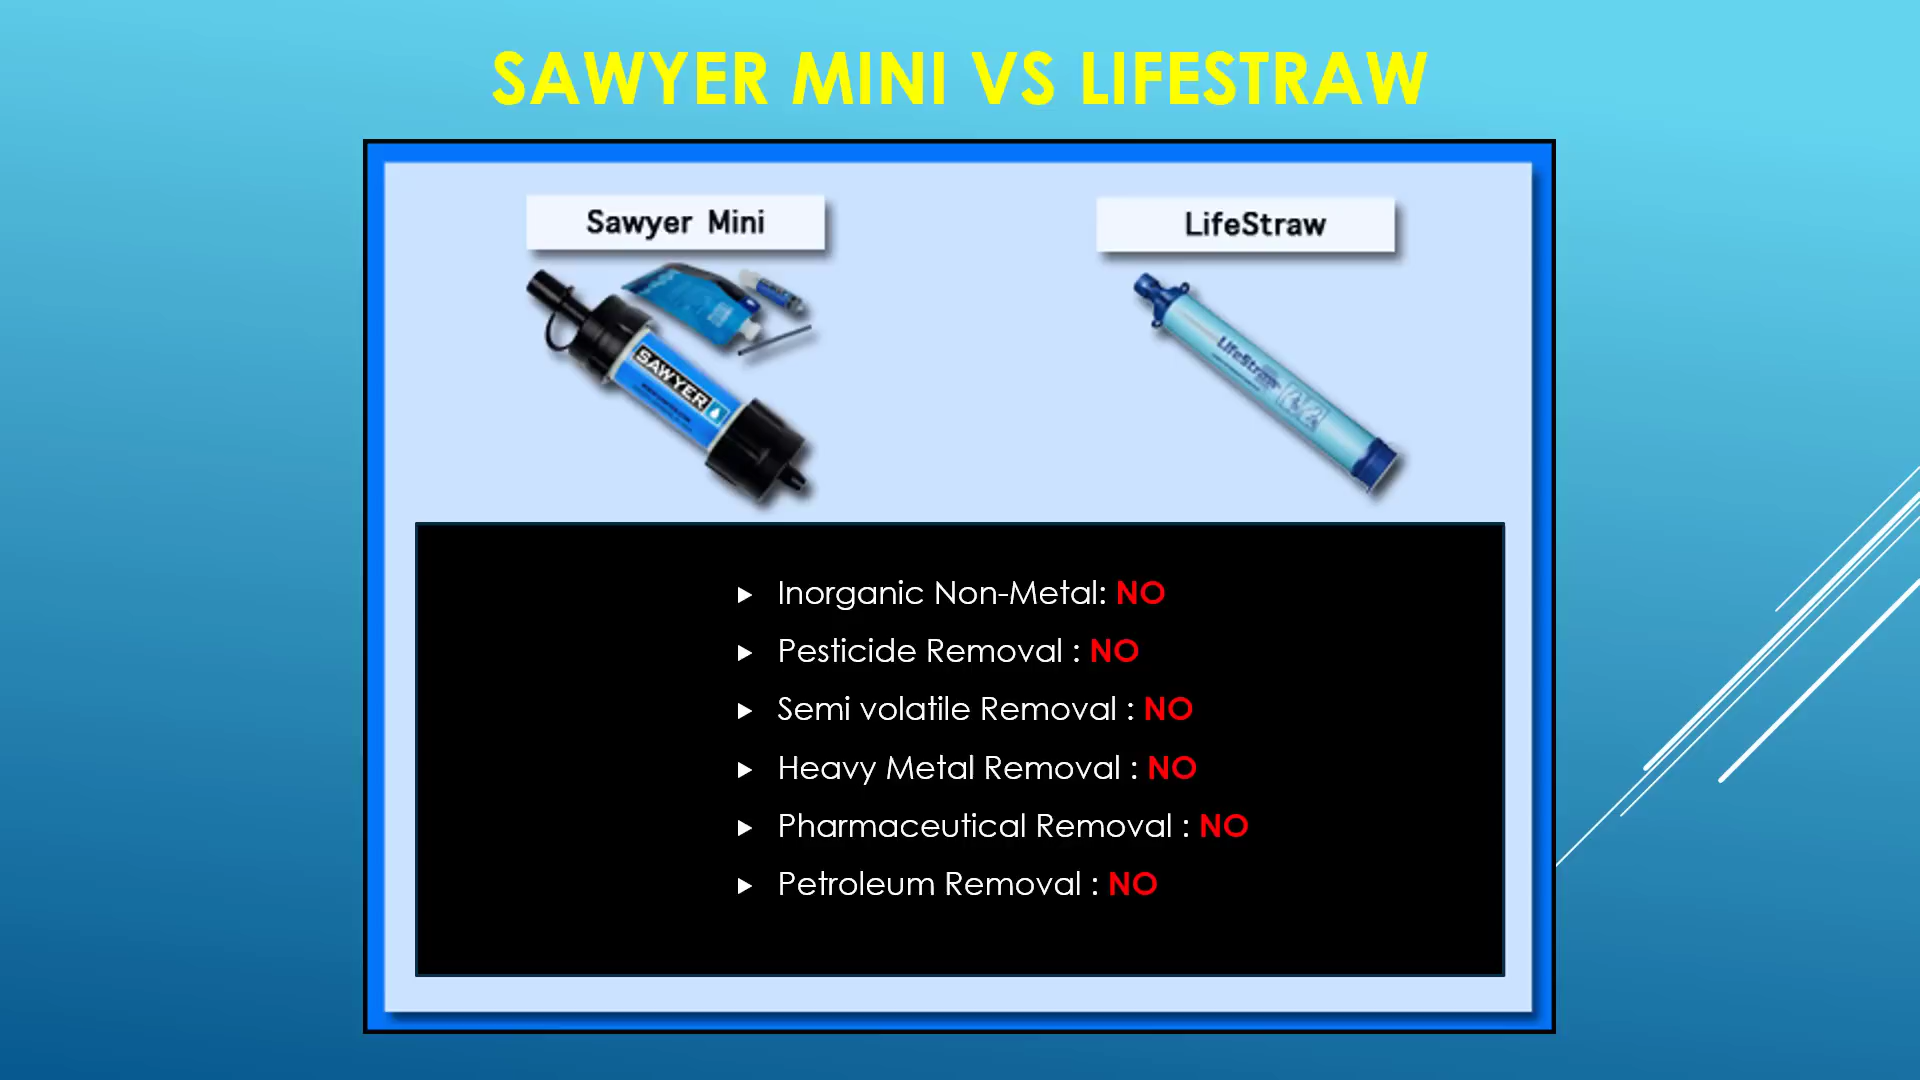 SAWYER MINI VS LIFESTRAW
Sawyer Mini
LifeStraw
SAWYER
LifeStraw
Inorganic Non-Metal: NO
Pesticide Removal : NO
Semi volatile Removal : NO
Heavy Metal Removal : NO
Pharmaceutical Removal : NO
Petroleum Removal : NO